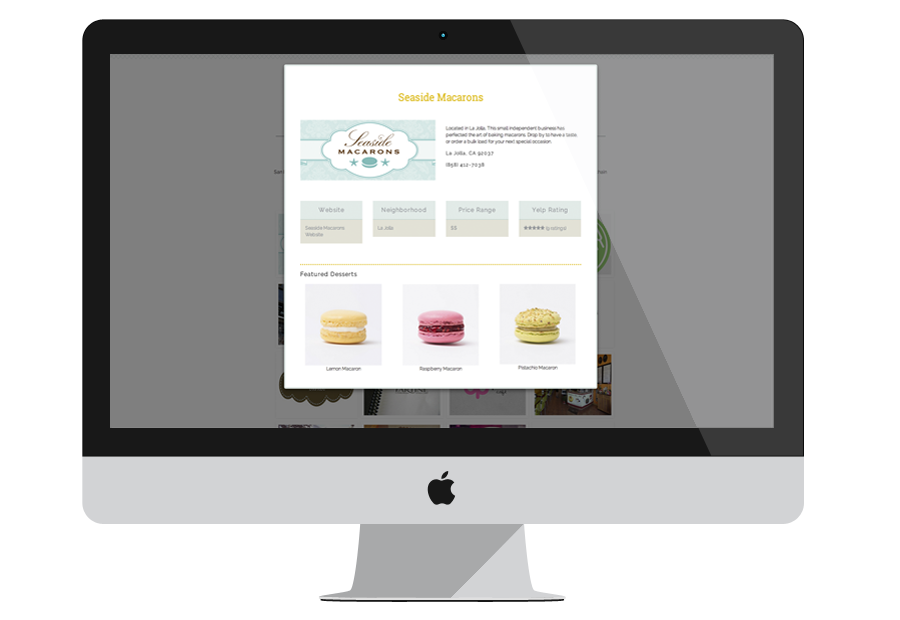 Seaside Macarons
Seaside
MACARONS
Located in La Jolla. This small independent business has
perfected the art of baking macarons. Drop by to have a taste
or order a bulk load for your next special occasion.
La Jolla, CA 92037
(858) 412-7036
Website
Neighborhood
Price Range
Yelp Rating
Seaside Macarons
Website
La Jolla
$$
★★★★★
Featured Desserts
Lemon Macaron
Raspberry Macaron
Pistachio Macaron